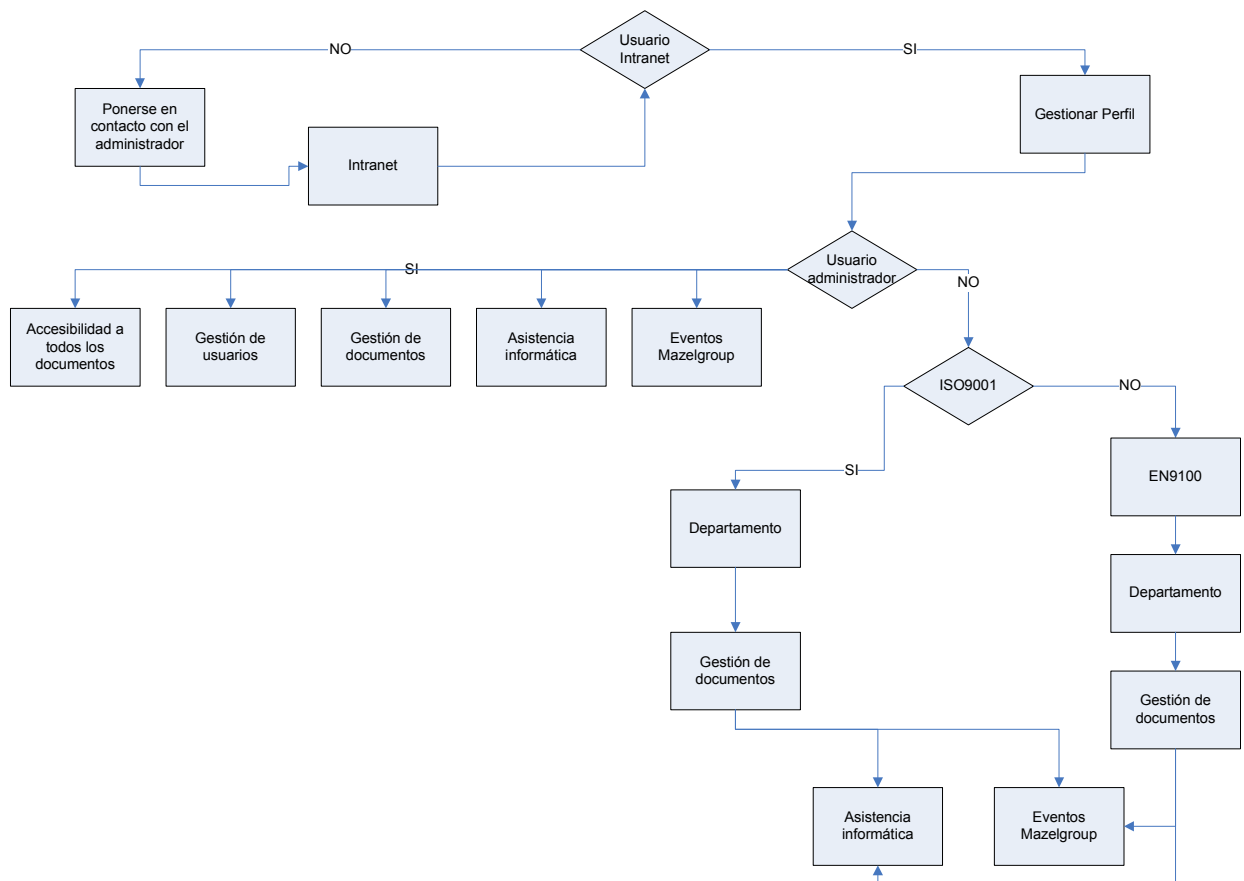 Usuario
Intranet
NO
SI
Ponerse en
contacto con el
administrador
Intranet
Gestionar Perfil
Usuario
administrador
SI
NO
Accesibilidad a
todos los
documentos
Gestión de
usuarios
Gestión de
documentos
Asistencia
informática
Eventos
Mazelgroup
ISO9001
NO
SI
EN9100
Departamento
Departamento
Gestión de
documentos
Gestión de
documentos
Asistencia
informática
Eventos
Mazelgroup